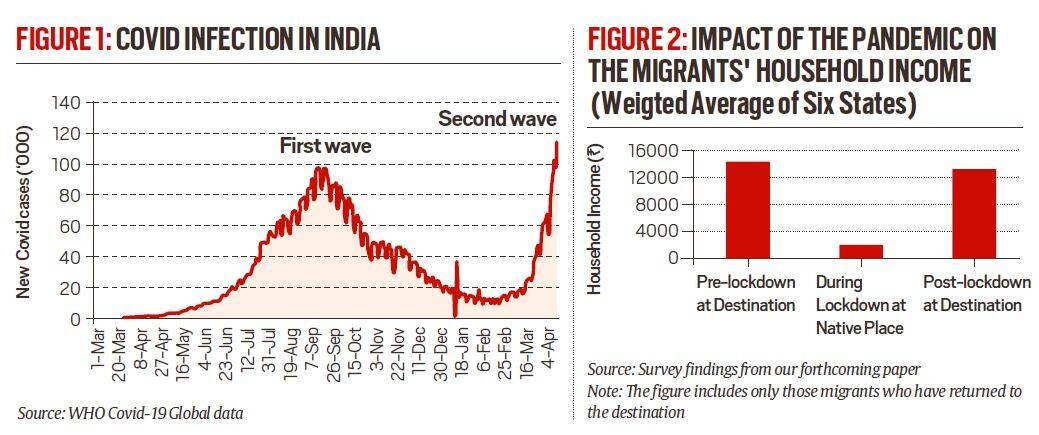 FIGURE 1: COVID INFECTION IN INDIA
140
120
100
80
60
40
20
0
New Covid cases ('000)
First wave
Second wave
1-Mar
20-Mar
8-Apr
27-Apr
16-May
4-Jun
23-Jun
12-Jul
31-Jul
19-Aug
7-Sep
26-Sep
15-Oct
3-Nov
22-Nov
11-Dec
30-Dec
18-Jan
6-Feb
25-Feb
16-Mar
4-Apr
Source: WHO Covid-19 Global data
FIGURE 2: IMPACT OF THE PANDEMIC ON
THE MIGRANTS' HOUSEHOLD INCOME
(Weigted Average of Six States)
Household Income (₹)
16000
12000
8000
4000
0
Pre-lockdown
at Destination
During
Lockdown at
Native Place
Post-lockdown
at Destination
Source: Survey findings from our forthcoming paper
Note: The figure includes only those migrants who have returned to
the destination